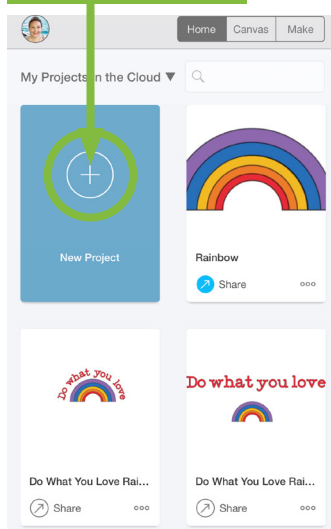 Home Canvas Make
My Projects in the Cloud ▼
New Project
Rainbow
Share
Do what you love
Do what you love
Do What You Love Rai...
Do What You Love Rai...
Share
Share